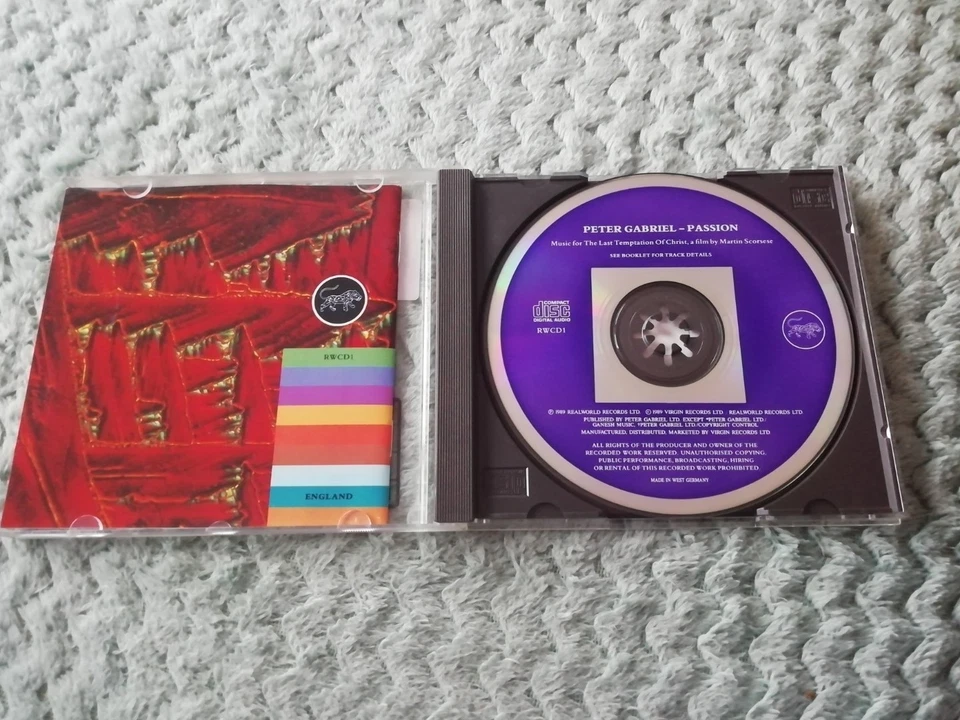 RWCD1
ENGLAND
PETER GABRIEL – PASSION
Music for The Last Temptation Of Christ, a film by Martin Scorsese
SEE BOOKLET FOR TRACK DETAILS
COMPACT
disc
DIGITAL AUDIO
RWCD1
℗ 1989 REALWORLD RECORDS LTD. © 1989 VIRGIN RECORDS LTD / REALWORLD RECORDS LTD
PUBLISHED BY PETER GABRIEL LTD. EXCEPT *PETER GABRIEL LTD./
GANESH MUSIC, †PETER GABRIEL LTD./COPYRIGHT CONTROL
MANUFACTURED, DISTRIBUTED, MARKETED BY VIRGIN RECORDS LTD
ALL RIGHTS OF THE PRODUCER AND OWNER OF THE
RECORDED WORK RESERVED. UNAUTHORISED COPYING,
PUBLIC PERFORMANCE, BROADCASTING, HIRING
OR RENTAL OF THIS RECORDED WORK PROHIBITED.
MADE IN WEST GERMANY